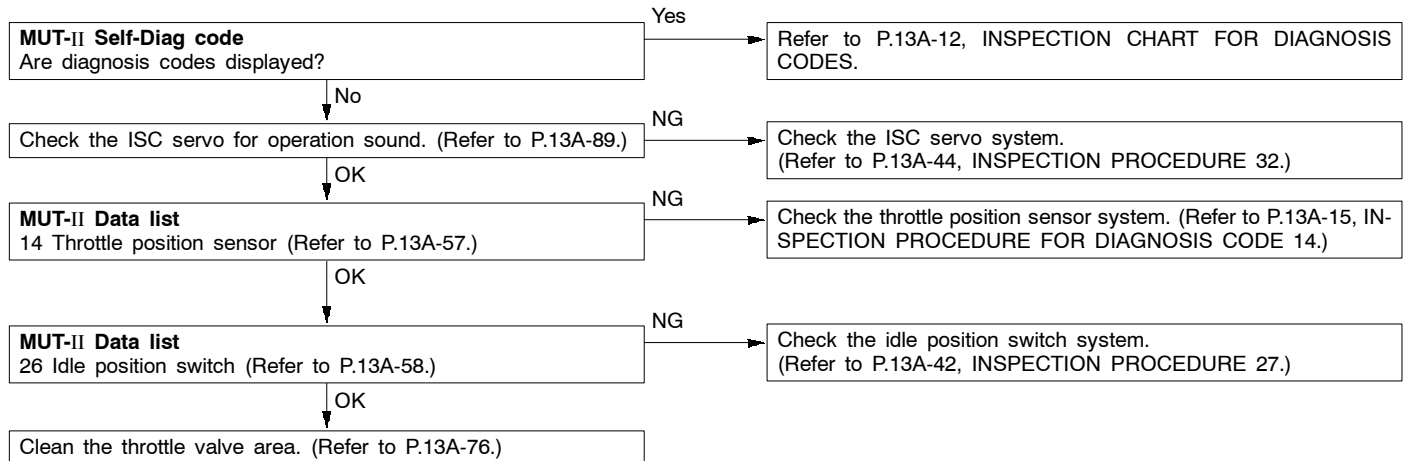 MUT-II Self-Diag code
Are diagnosis codes displayed?
Yes
Refer to P.13A-12, INSPECTION CHART FOR DIAGNOSIS
CODES.
No
Check the ISC servo for operation sound. (Refer to P.13A-89.)
NG
Check the ISC servo system.
(Refer to P.13A-44, INSPECTION PROCEDURE 32.)
OK
MUT-II Data list
14 Throttle position sensor (Refer to P.13A-57.)
NG
Check the throttle position sensor system. (Refer to P.13A-15, IN-
SPECTION PROCEDURE FOR DIAGNOSIS CODE 14.)
OK
MUT-II Data list
26 Idle position switch (Refer to P.13A-58.)
NG
Check the idle position switch system.
(Refer to P.13A-42, INSPECTION PROCEDURE 27.)
OK
Clean the throttle valve area. (Refer to P.13A-76.)